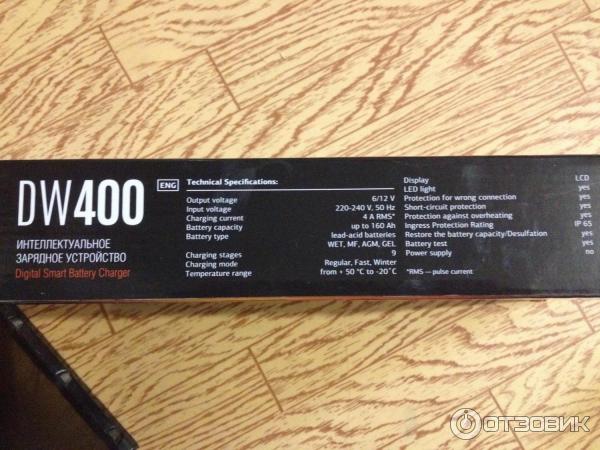 DW400
ИНТЕЛЛЕКТУАЛЬНОЕ
ЗАРЯДНОЕ УСТРОЙСТВО
Digital Smart Battery Charger
ENG
Technical Specifications:
Output voltage 6/12 V
Input voltage 220-240 V, 50 Hz
Charging current 4 A RMS*
Battery capacity up to 160 Ah
Battery type lead-acid batteries
WET, MF, AGM, GEL
Charging stages 9
Charging mode Regular, Fast, Winter
Temperature range from + 50 °C to -20°C
Display LCD
LED light yes
Protection for wrong connection yes
Short-circuit protection yes
Protection against overheating yes
Ingress Protection Rating IP 65
Restore the battery capacity/Desulfation yes
Battery test yes
Power supply no
*RMS — pulse current
ОТЗОВИК